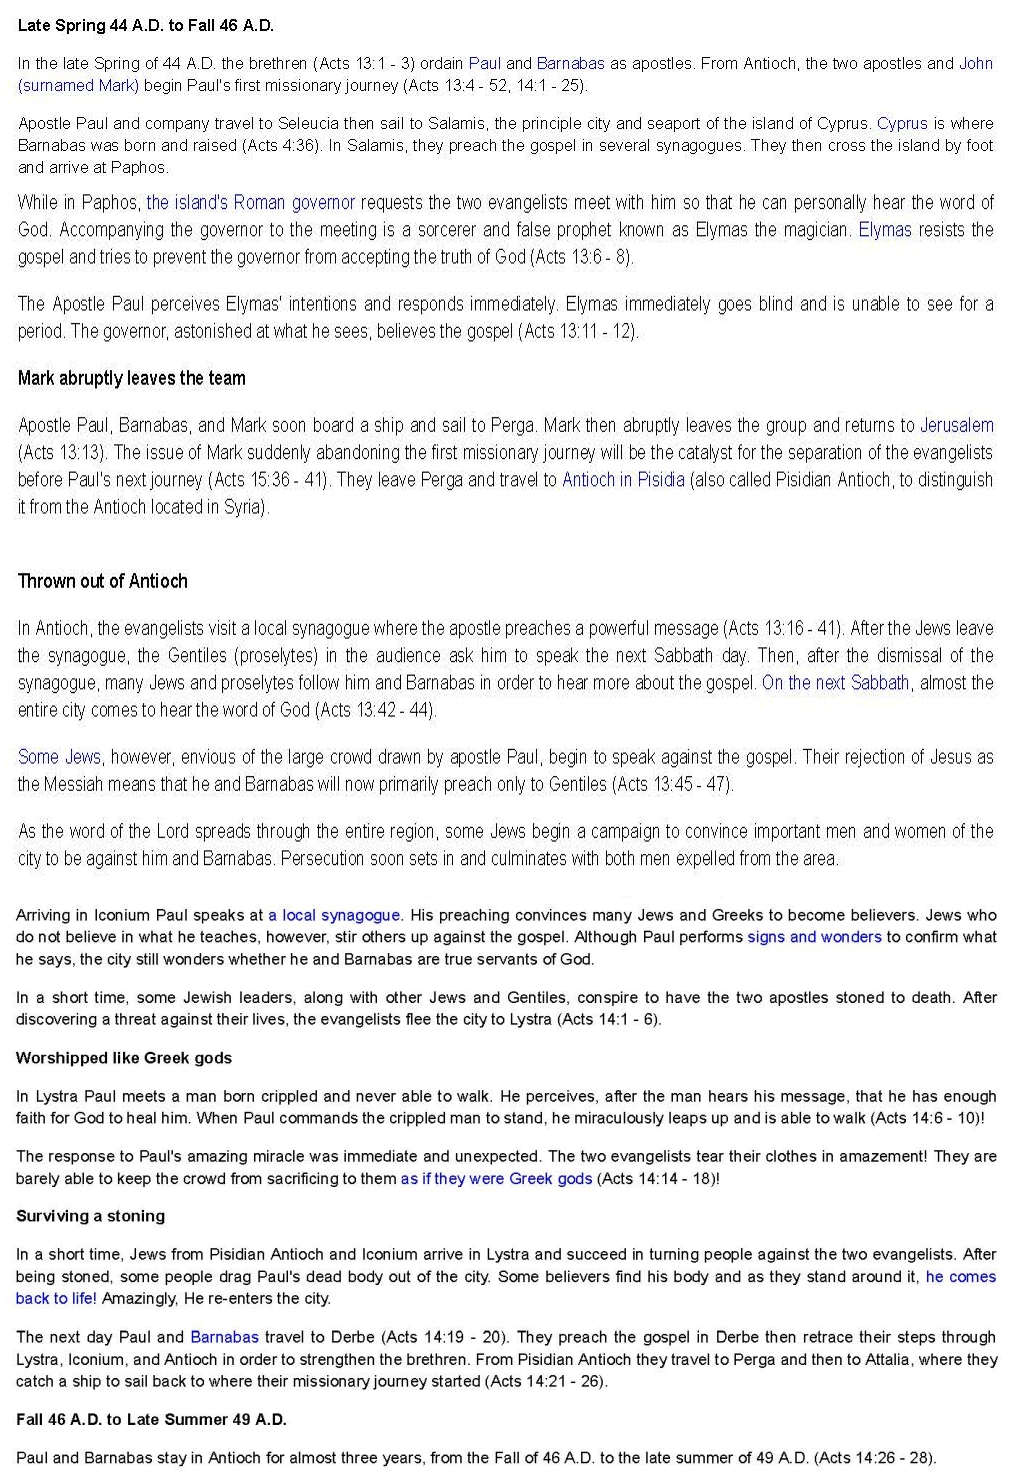 Late Spring 44 A.D. to Fall 46 A.D.
In the late Spring of 44 A.D. the brethren (Acts 13:1 - 3) ordain Paul and Barnabas as apostles. From Antioch, the two apostles and John
(surnamed Mark) begin Paul's first missionary journey (Acts 13:4 - 52, 14:1 - 25).
Apostle Paul and company travel to Seleucia then sail to Salamis, the principle city and seaport of the island of Cyprus. Cyprus is where
Barnabas was born and raised (Acts 4:36). In Salamis, they preach the gospel in several synagogues. They then cross the island by foot
and arrive at Paphos.
While in Paphos, the island's Roman governor requests the two evangelists meet with him so that he can personally hear the word of
God. Accompanying the governor to the meeting is a sorcerer and false prophet known as Elymas the magician. Elymas resists the
gospel and tries to prevent the governor from accepting the truth of God (Acts 13:6 - 8).
The Apostle Paul perceives Elymas' intentions and responds immediately. Elymas immediately goes blind and is unable to see for a
period. The governor, astonished at what he sees, believes the gospel (Acts 13:11 - 12).
Mark abruptly leaves the team
Apostle Paul, Barnabas, and Mark soon board a ship and sail to Perga. Mark then abruptly leaves the group and returns to Jerusalem
(Acts 13:13). The issue of Mark suddenly abandoning the first missionary journey will be the catalyst for the separation of the evangelists
before Paul's next journey (Acts 15:36 - 41). They leave Perga and travel to Antioch in Pisidia (also called Pisidian Antioch, to distinguish
it from the Antioch located in Syria).
Thrown out of Antioch
In Antioch, the evangelists visit a local synagogue where the apostle preaches a powerful message (Acts 13:16 - 41). After the Jews leave
the synagogue, the Gentiles (proselytes) in the audience ask him to speak the next Sabbath day. Then, after the dismissal of the
synagogue, many Jews and proselytes follow him and Barnabas in order to hear more about the gospel. On the next Sabbath, almost the
entire city comes to hear the word of God (Acts 13:42 - 44).
Some Jews, however, envious of the large crowd drawn by apostle Paul, begin to speak against the gospel. Their rejection of Jesus as
the Messiah means that he and Barnabas will now primarily preach only to Gentiles (Acts 13:45 - 47).
As the word of the Lord spreads through the entire region, some Jews begin a campaign to convince important men and women of the
city to be against him and Barnabas. Persecution soon sets in and culminates with both men expelled from the area.
Arriving in Iconium Paul speaks at a local synagogue. His preaching convinces many Jews and Greeks to become believers. Jews who
do not believe in what he teaches, however, stir others up against the gospel. Although Paul performs signs and wonders to confirm what
he says, the city still wonders whether he and Barnabas are true servants of God.
In a short time, some Jewish leaders, along with other Jews and Gentiles, conspire to have the two apostles stoned to death. After
discovering a threat against their lives, the evangelists flee the city to Lystra (Acts 14:1 - 6).
Worshipped like Greek gods
In Lystra Paul meets a man born crippled and never able to walk. He perceives, after the man hears his message, that he has enough
faith for God to heal him. When Paul commands the crippled man to stand, he miraculously leaps up and is able to walk (Acts 14:6 - 10)!
The response to Paul's amazing miracle was immediate and unexpected. The two evangelists tear their clothes in amazement! They are
barely able to keep the crowd from sacrificing to them as if they were Greek gods (Acts 14:14 - 18)!
Surviving a stoning
In a short time, Jews from Pisidian Antioch and Iconium arrive in Lystra and succeed in turning people against the two evangelists. After
being stoned, some people drag Paul's dead body out of the city. Some believers find his body and as they stand around it, he comes
back to life! Amazingly, He re-enters the city.
The next day Paul and Barnabas travel to Derbe (Acts 14:19 - 20). They preach the gospel in Derbe then retrace their steps through
Lystra, Iconium, and Antioch in order to strengthen the brethren. From Pisidian Antioch they travel to Perga and then to Attalia, where they
catch a ship to sail back to where their missionary journey started (Acts 14:21 - 26).
Fall 46 A.D. to Late Summer 49 A.D.
Paul and Barnabas stay in Antioch for almost three years, from the Fall of 46 A.D. to the late summer of 49 A.D. (Acts 14:26 - 28).